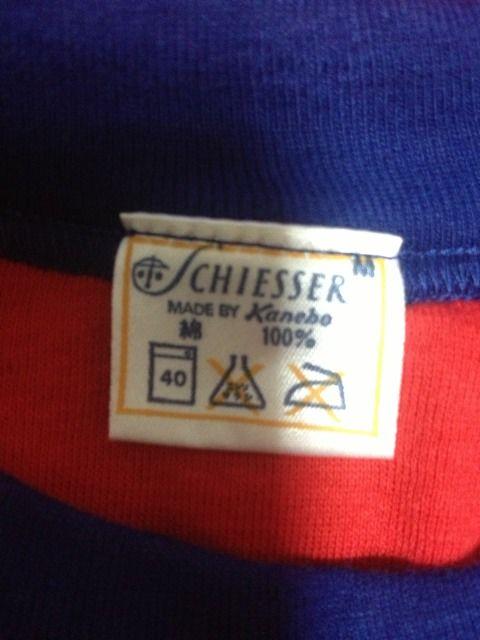 SCHIESSER M
MADE BY Kanebo
綿 100%
40